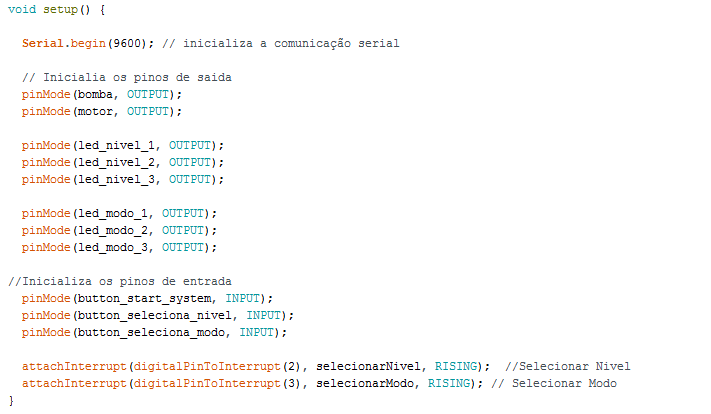 void setup() {
Serial.begin(9600); // inicializa a comunicação serial
// Inicialia os pinos de saida
pinMode(bomba, OUTPUT);
pinMode(motor, OUTPUT);
pinMode(led_nivel_1, OUTPUT);
pinMode(led_nivel_2, OUTPUT);
pinMode(led_nivel_3, OUTPUT);
pinMode(led_modo_1, OUTPUT);
pinMode(led_modo_2, OUTPUT);
pinMode(led_modo_3, OUTPUT);
//Inicializa os pinos de entrada
pinMode(button_start_system, INPUT);
pinMode(button_seleciona_nivel, INPUT);
pinMode(button_seleciona_modo, INPUT);
attachInterrupt(digitalPinToInterrupt(2), selecionarNivel, RISING); //Selecionar Nivel
attachInterrupt(digitalPinToInterrupt(3), selecionarModo, RISING); // Selecionar Modo
}